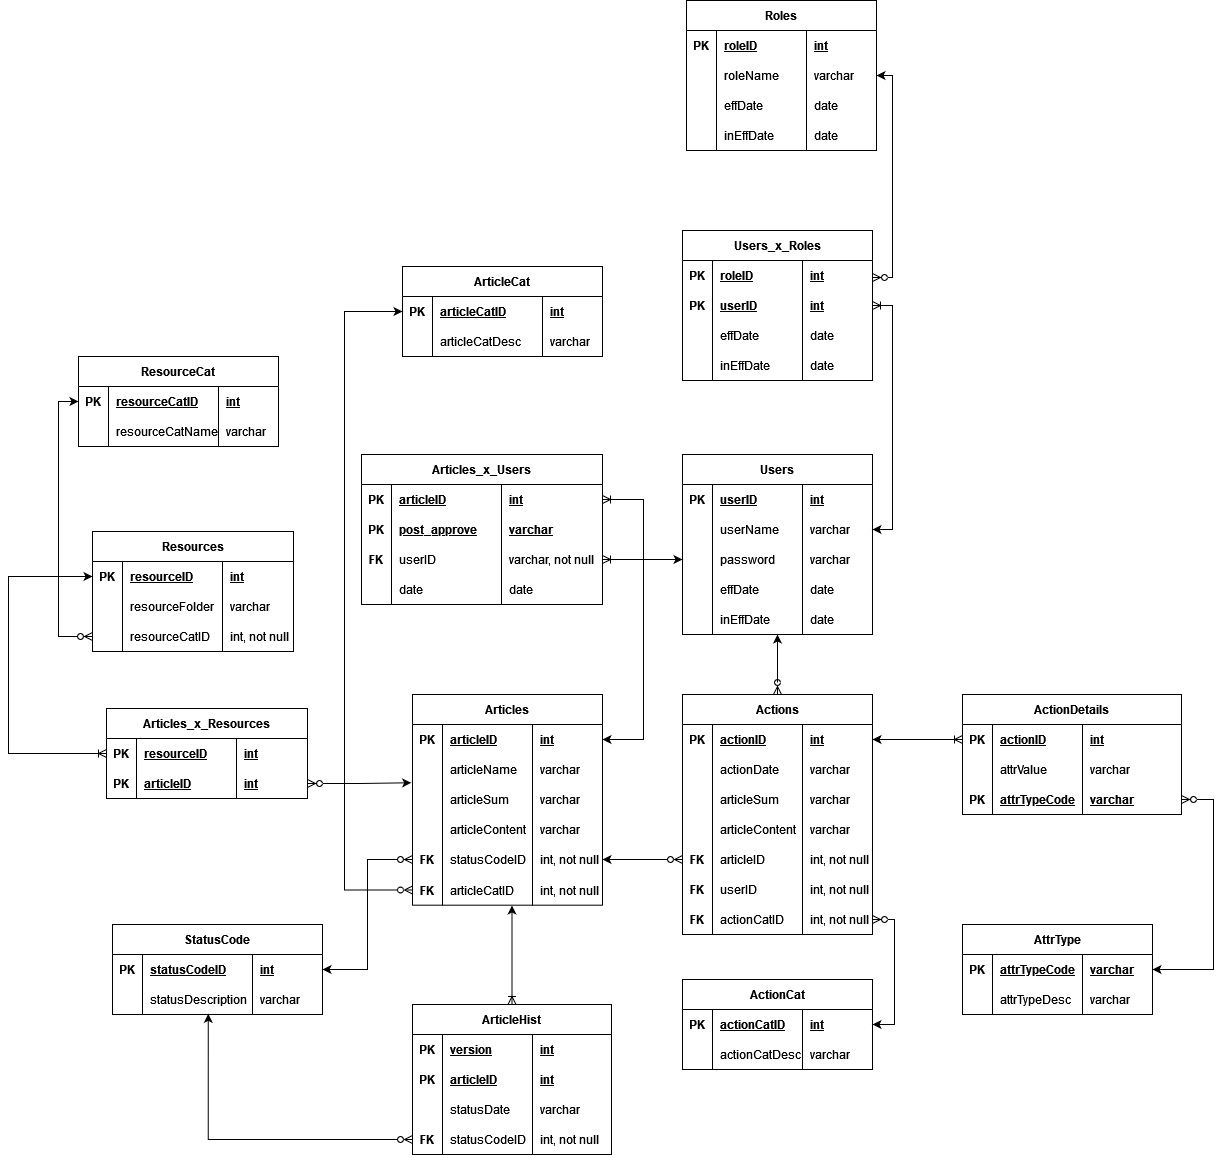 Roles
PK roleID int
roleName varchar
effDate date
inEffDate date
Users_x_Roles
PK roleID int
PK userID int
effDate date
inEffDate date
ArticleCat
PK articleCatID int
articleCatDesc varchar
ResourceCat
PK resourceCatID int
resourceCatName varchar
Articles_x_Users
PK articleID int
PK post_approve varchar
FK userID varchar, not null
date date
Users
PK userID int
userName varchar
password varchar
effDate date
inEffDate date
Resources
PK resourceID int
resourceFolder varchar
resourceCatID int, not null
Articles_x_Resources
PK resourceID int
PK articleID int
Articles
PK articleID int
articleName varchar
articleSum varchar
articleContent varchar
FK statusCodeID int, not null
FK articleCatID int, not null
Actions
PK actionID int
actionDate varchar
articleSum varchar
articleContent varchar
FK articleID int, not null
FK userID int, not null
FK actionCatID int, not null
ActionDetails
PK actionID int
attrValue varchar
PK attrTypeCode varchar
StatusCode
PK statusCodeID int
statusDescription varchar
AttrType
PK attrTypeCode varchar
attrTypeDesc varchar
ActionCat
PK actionCatID int
actionCatDesc varchar
ArticleHist
PK version int
PK articleID int
statusDate varchar
FK statusCodeID int, not null